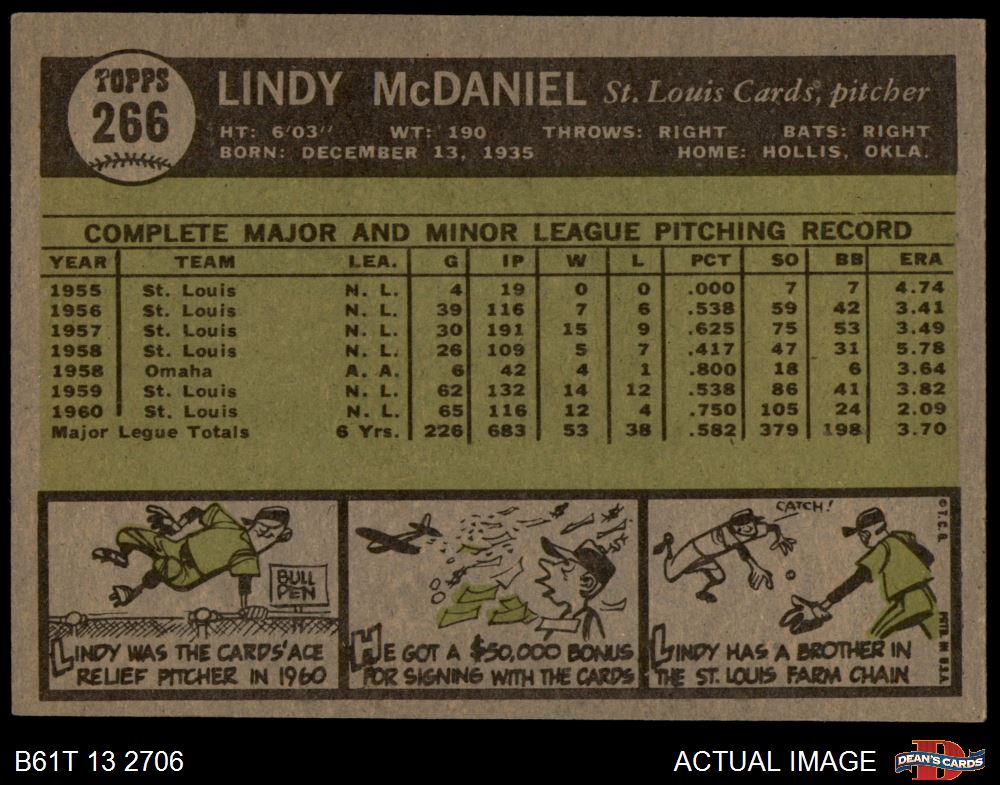 TOPPS
266
LINDY McDANIEL St. Louis Cards, pitcher
HT: 6'03" WT: 190 THROWS: RIGHT BATS: RIGHT
BORN: DECEMBER 13, 1935 HOME: HOLLIS, OKLA.
COMPLETE MAJOR AND MINOR LEAGUE PITCHING RECORD
YEAR TEAM LEA. G IP W L PCT SO BB ERA
1955 St. Louis N. L. 4 19 0 0 .000 7 7 4.74
1956 St. Louis N. L. 39 116 7 6 .538 59 42 3.41
1957 St. Louis N. L. 30 191 15 9 .625 75 53 3.49
1958 St. Louis N. L. 26 109 5 7 .417 47 31 5.78
1958 Omaha A. A. 6 42 4 1 .800 18 6 3.64
1959 St. Louis N. L. 62 132 14 12 .538 86 41 3.82
1960 St. Louis N. L. 65 116 12 4 .750 105 24 2.09
Major Legue Totals 6 Yrs. 226 683 53 38 .582 379 198 3.70
BULL
PEN
LINDY WAS THE CARDS' ACE
RELIEF PITCHER IN 1960
HE GOT A $50,000 BONUS
FOR SIGNING WITH THE CARDS
CATCH!
LINDY HAS A BROTHER IN
THE ST. LOUIS FARM CHAIN
© T.C.G.
PTD. IN U.S.A.
B61T 13 2706
ACTUAL IMAGE
DEAN'S CARDS